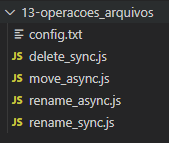 13-operacoes_arquivos
config.txt
JS delete_sync.js
JS move_async.js
JS rename_async.js
JS rename_sync.js